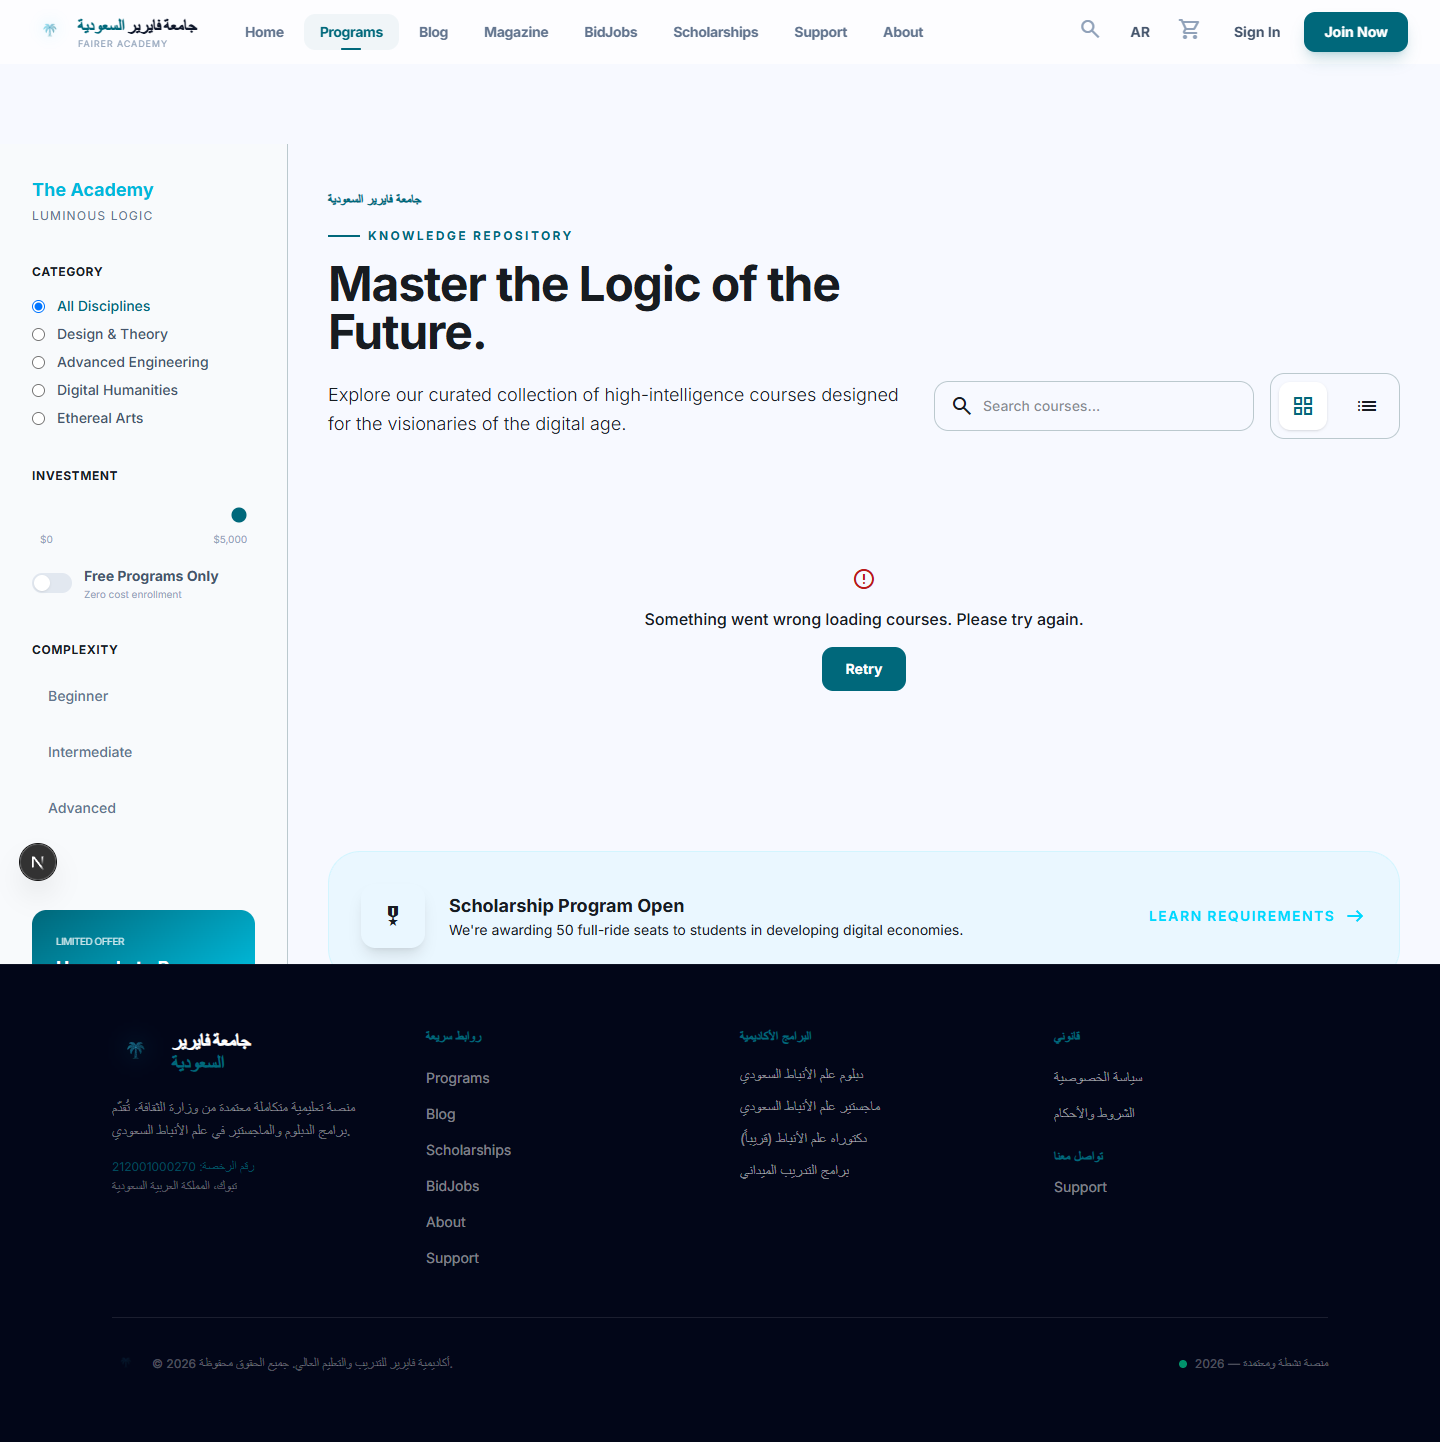 جامعة فايرير السعودية
FAIRER ACADEMY
Home
Programs
Blog
Magazine
BidJobs
Scholarships
Support
About
AR
Sign In
Join Now
The Academy
LUMINOUS LOGIC
CATEGORY
All Disciplines
Design & Theory
Advanced Engineering
Digital Humanities
Ethereal Arts
INVESTMENT
$0
$5,000
Free Programs Only
Zero cost enrollment
COMPLEXITY
Beginner
Intermediate
Advanced
N
LIMITED OFFER
جامعة فايرير السعودية
KNOWLEDGE REPOSITORY
Master the Logic of the
Future.
Explore our curated collection of high-intelligence courses designed
for the visionaries of the digital age.
Search courses...
Something went wrong loading courses. Please try again.
Retry
Scholarship Program Open
We're awarding 50 full-ride seats to students in developing digital economies.
LEARN REQUIREMENTS
جامعة فايرير
السعودية
منصة تعليمية متكاملة معتمدة من وزارة الثقافة، تُقدّم
برامج الدبلوم والماجستير في علم الأنباط السعودي.
رقم الرخصة: 212001000270
تبوك، المملكة العربية السعودية
روابط سريعة
Programs
Blog
Scholarships
BidJobs
About
Support
البرامج الأكاديمية
دبلوم علم الأنباط السعودي
ماجستير علم الأنباط السعودي
دكتوراه علم الأنباط (قريباً)
برامج التدريب الميداني
قانوني
سياسة الخصوصية
الشروط والأحكام
تواصل معنا
Support
© 2026 أكاديمية فايرير للتدريب والتعليم العالي. جميع الحقوق محفوظة.
منصة نشطة ومعتمدة — 2026